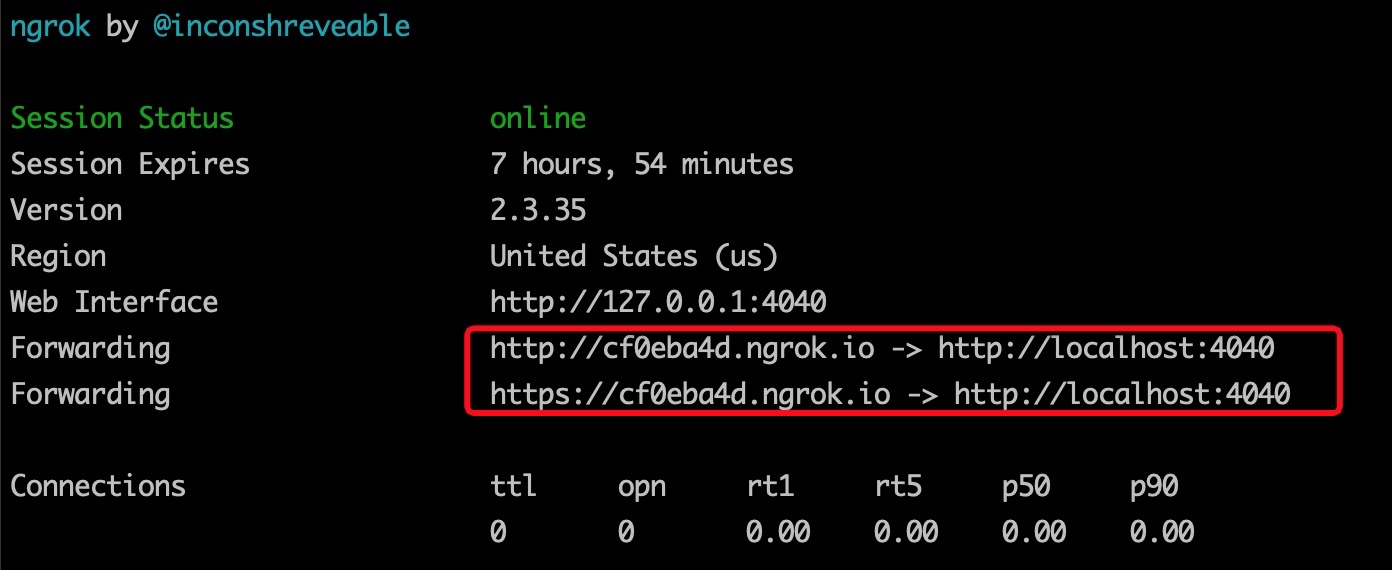 ngrok by @inconshreveable
Session Status online
Session Expires 7 hours, 54 minutes
Version 2.3.35
Region United States (us)
Web Interface http://127.0.0.1:4040
Forwarding http://cf0eba4d.ngrok.io -> http://localhost:4040
Forwarding https://cf0eba4d.ngrok.io -> http://localhost:4040
Connections ttl opn rt1 rt5 p50 p90
0 0 0.00 0.00 0.00 0.00